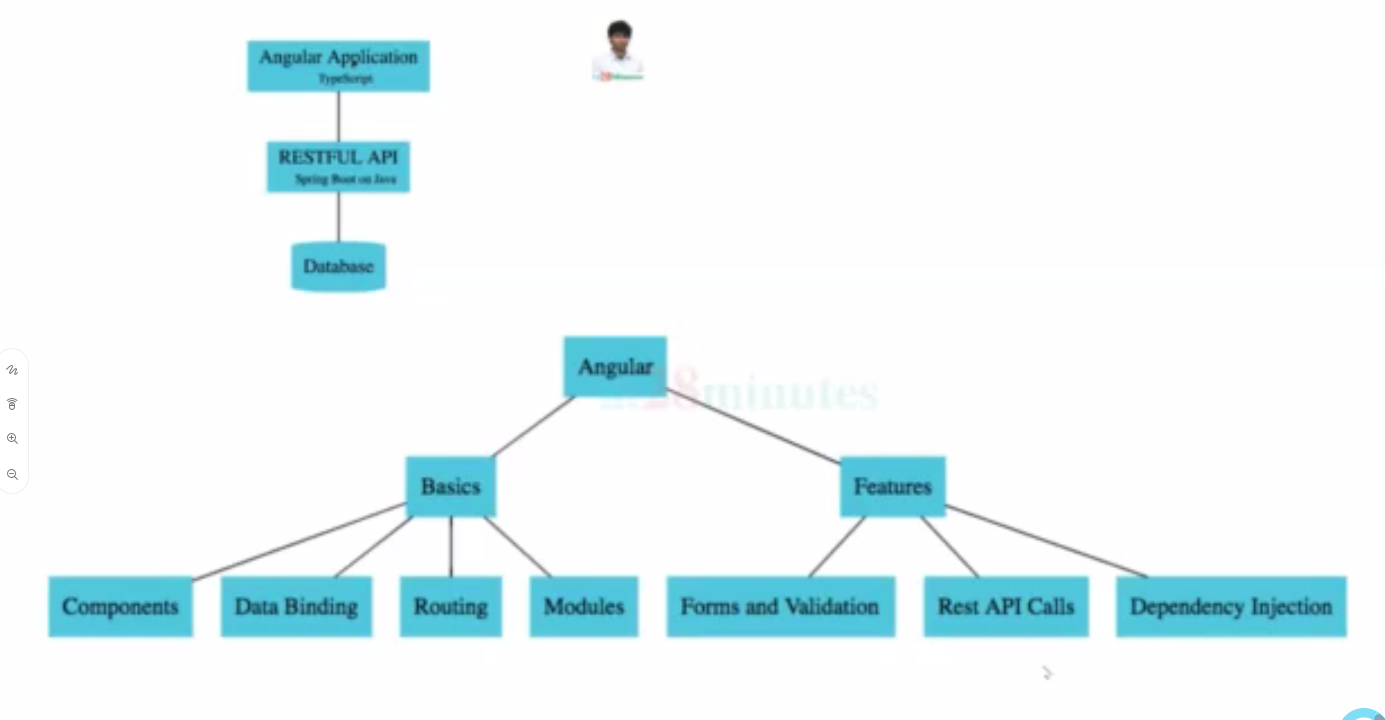 Angular Application
TypeScript
RESTFUL API
Spring Boot on Java
Database
Angular
28minutes
Basics
Features
Components
Data Binding
Routing
Modules
Forms and Validation
Rest API Calls
Dependency Injection